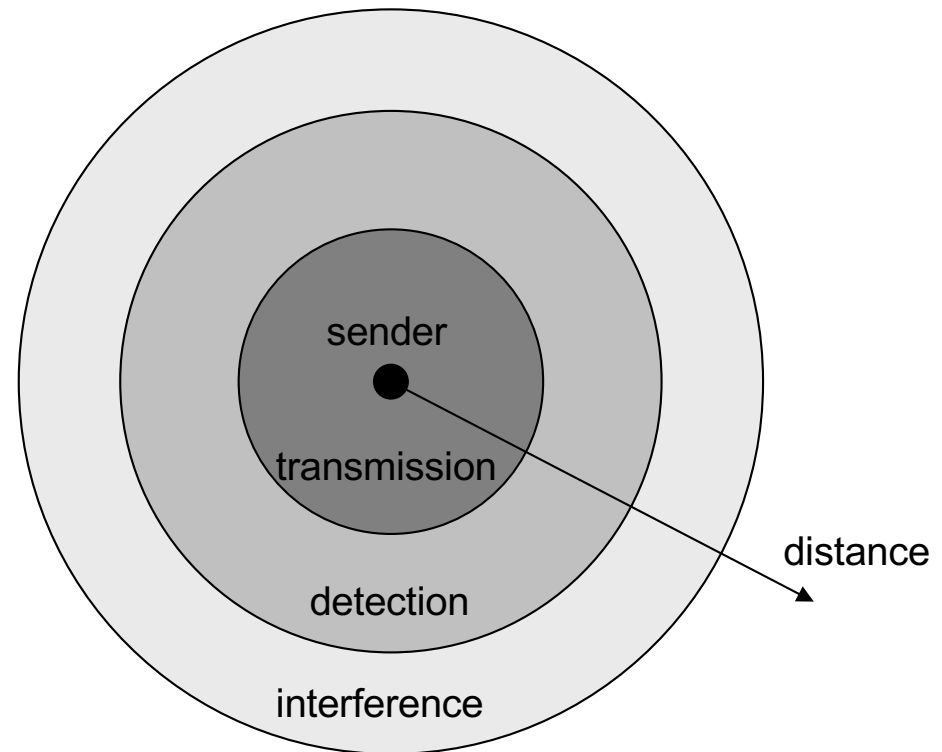 sender
transmission
distance
detection
interference